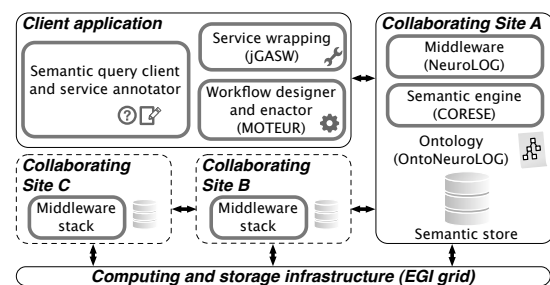 Client application
Semantic query client
and service annotator
Service wrapping
(jGASW)
Workflow designer
and enactor
(MOTEUR)
Collaborating Site A
Middleware
(NeuroLOG)
Semantic engine
(CORESE)
Ontology
(OntoNeuroLOG)
Semantic store
Collaborating
Site C
Middleware
stack
Collaborating
Site B
Middleware
stack
Computing and storage infrastructure (EGI grid)